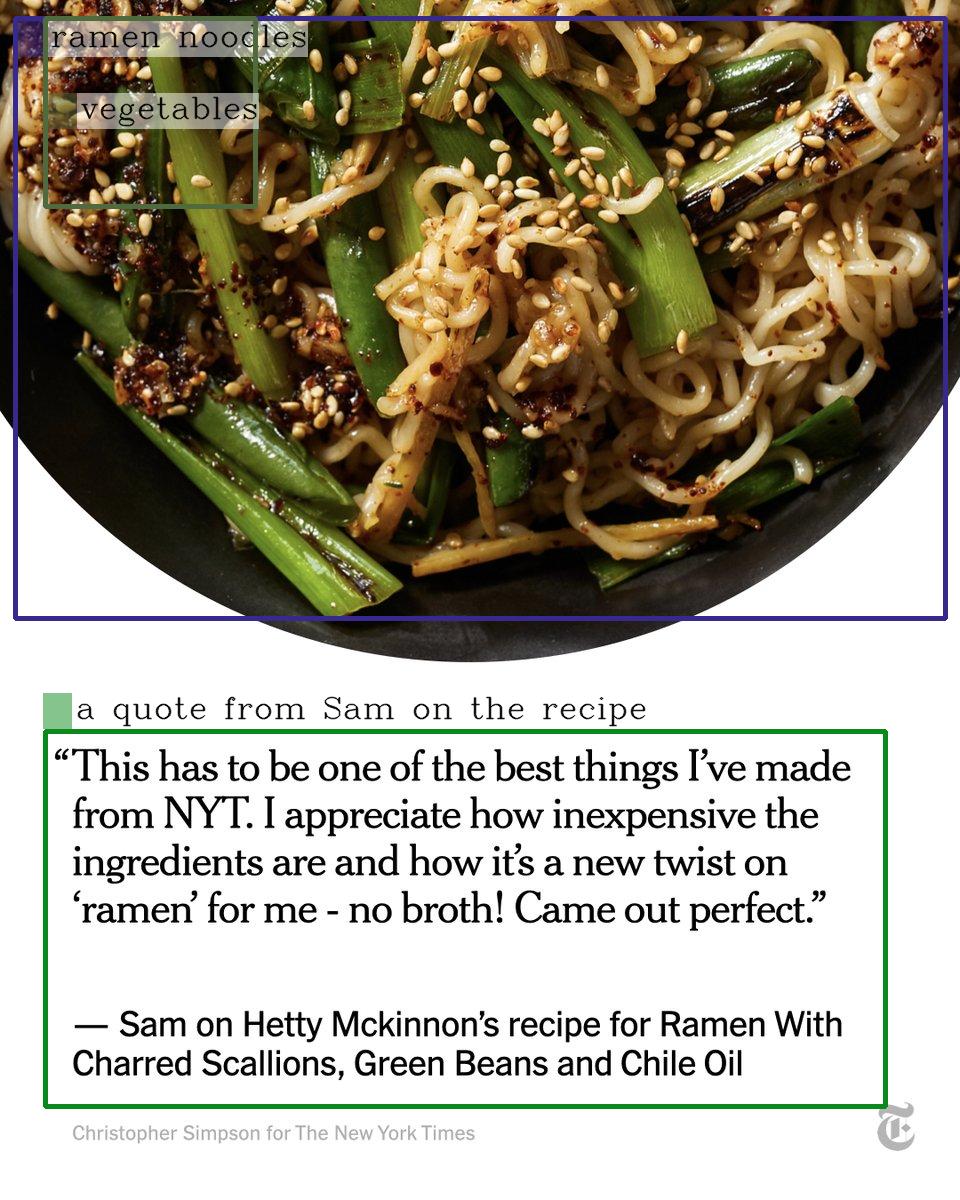 ramen noodles
vegetables
a quote from Sam on the recipe
“This has to be one of the best things I’ve made
from NYT. I appreciate how inexpensive the
ingredients are and how it’s a new twist on
‘ramen’ for me - no broth! Came out perfect.”
— Sam on Hetty Mckinnon’s recipe for Ramen With
Charred Scallions, Green Beans and Chile Oil
Christopher Simpson for The New York Times
T